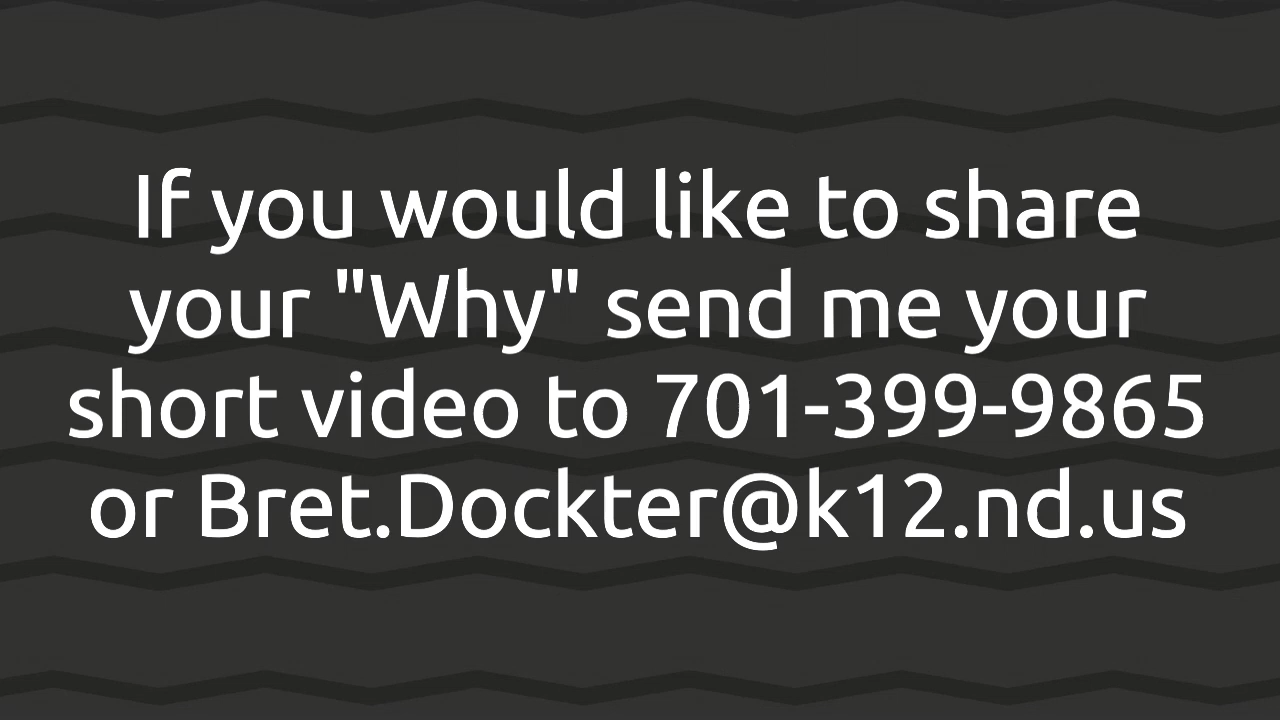 If you would like to share
your "Why" send me your
short video to 701-399-9865
or Bret.Dockter@k12.nd.us